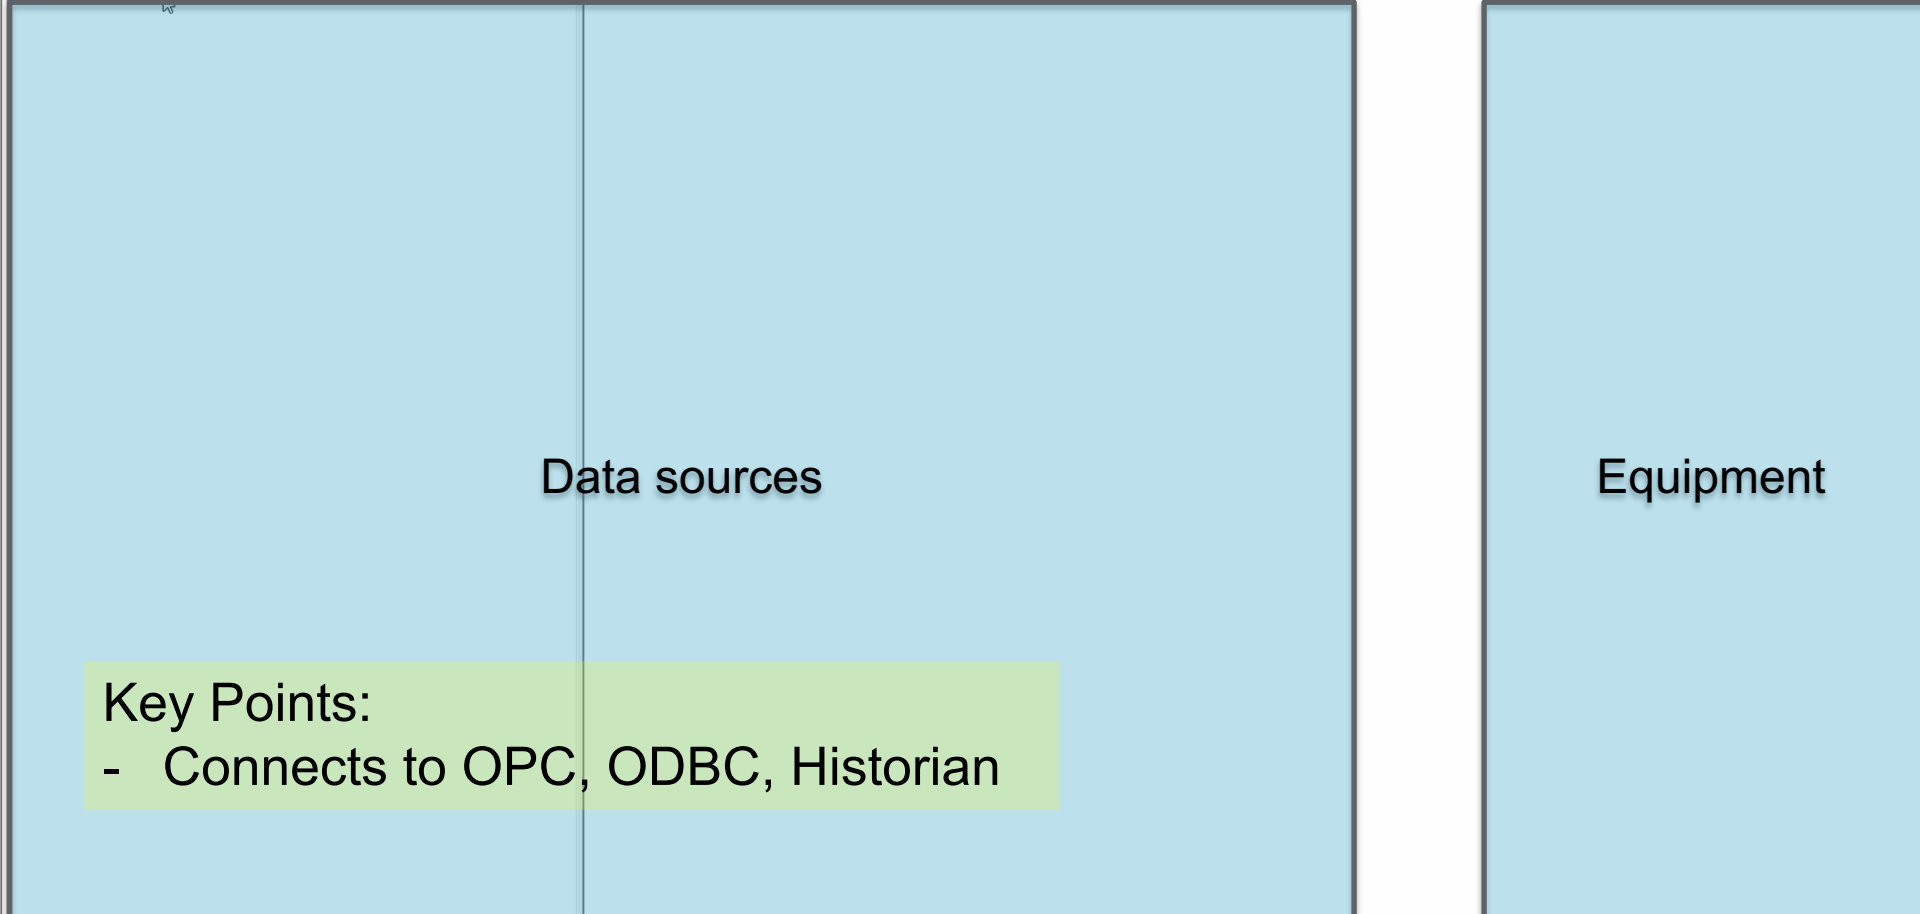 Data sources
Equipment
Key Points:
- Connects to OPC, ODBC, Historian